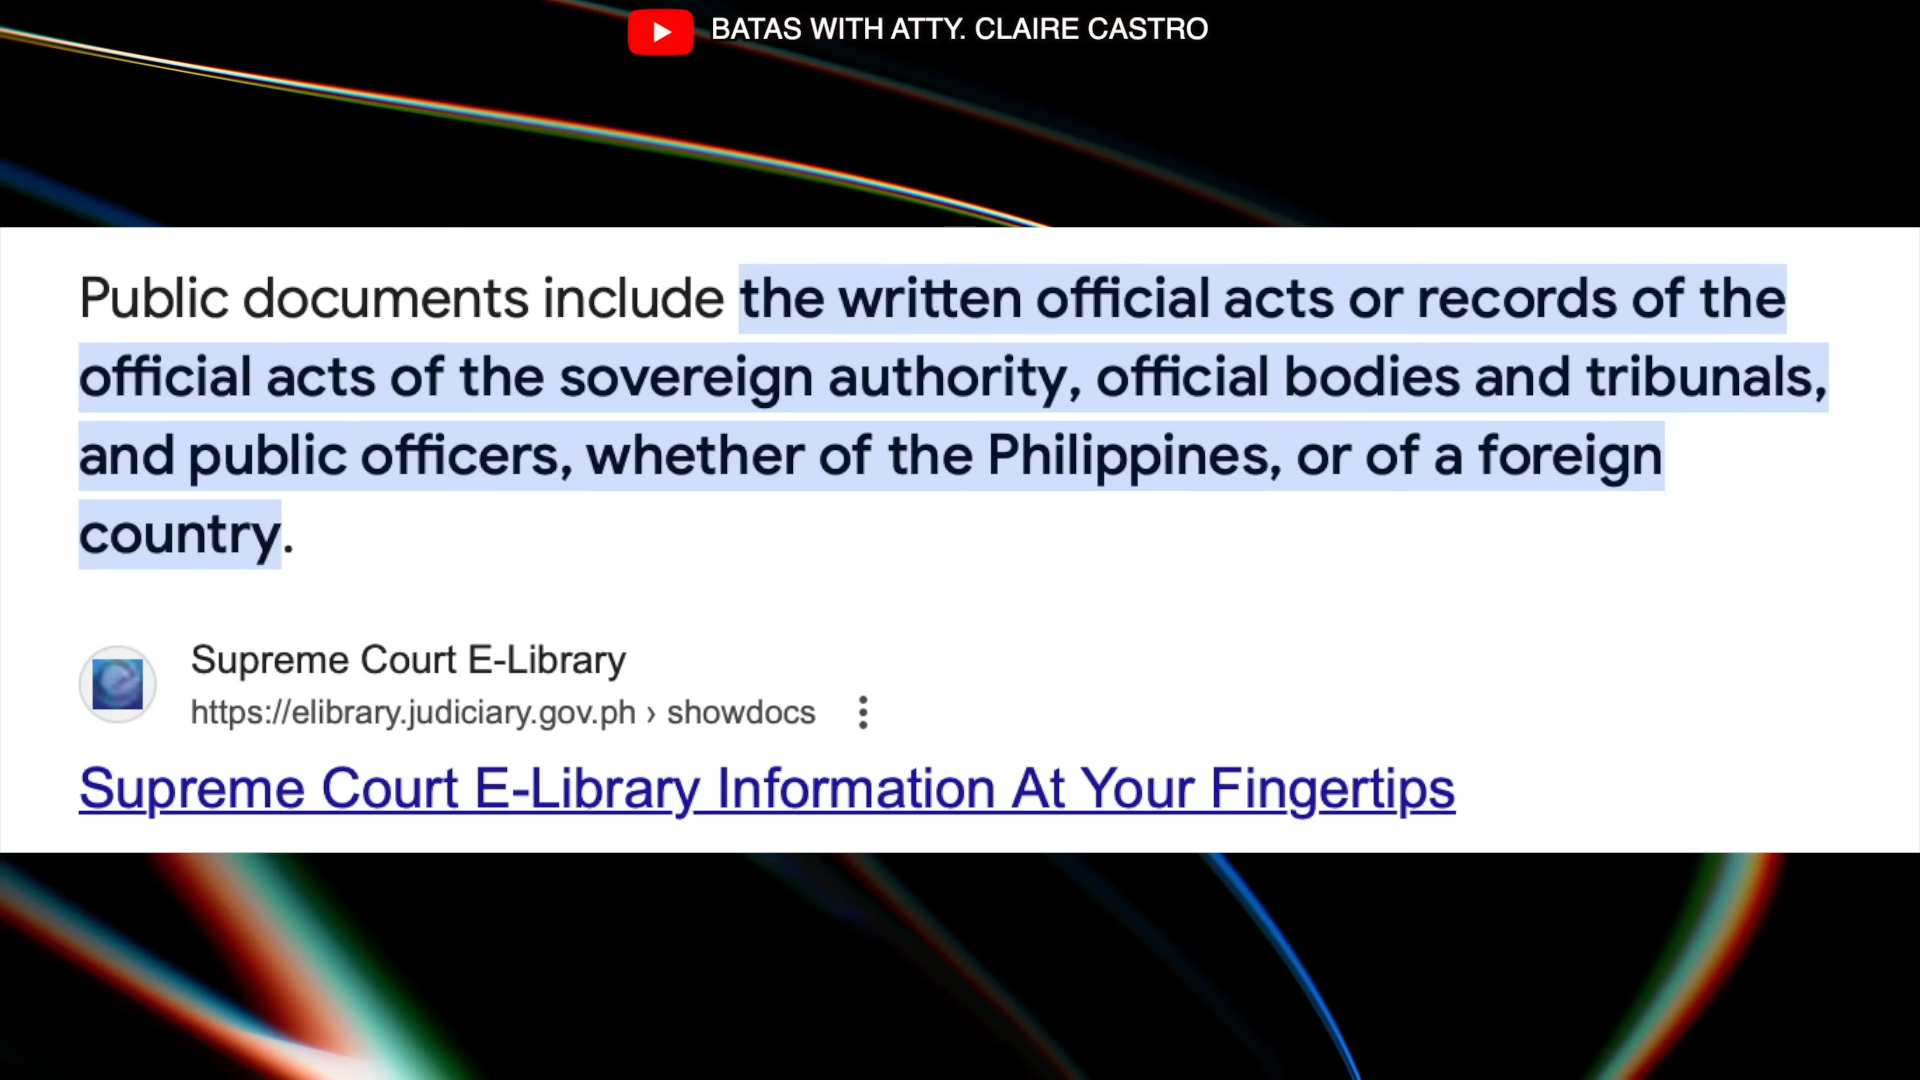 BATAS WITH ATTY. CLAIRE CASTRO
Public documents include the written official acts or records of the
official acts of the sovereign authority, official bodies and tribunals,
and public officers, whether of the Philippines, or of a foreign
country.
Supreme Court E-Library
https://elibrary.judiciary.gov.ph › showdocs
Supreme Court E-Library Information At Your Fingertips